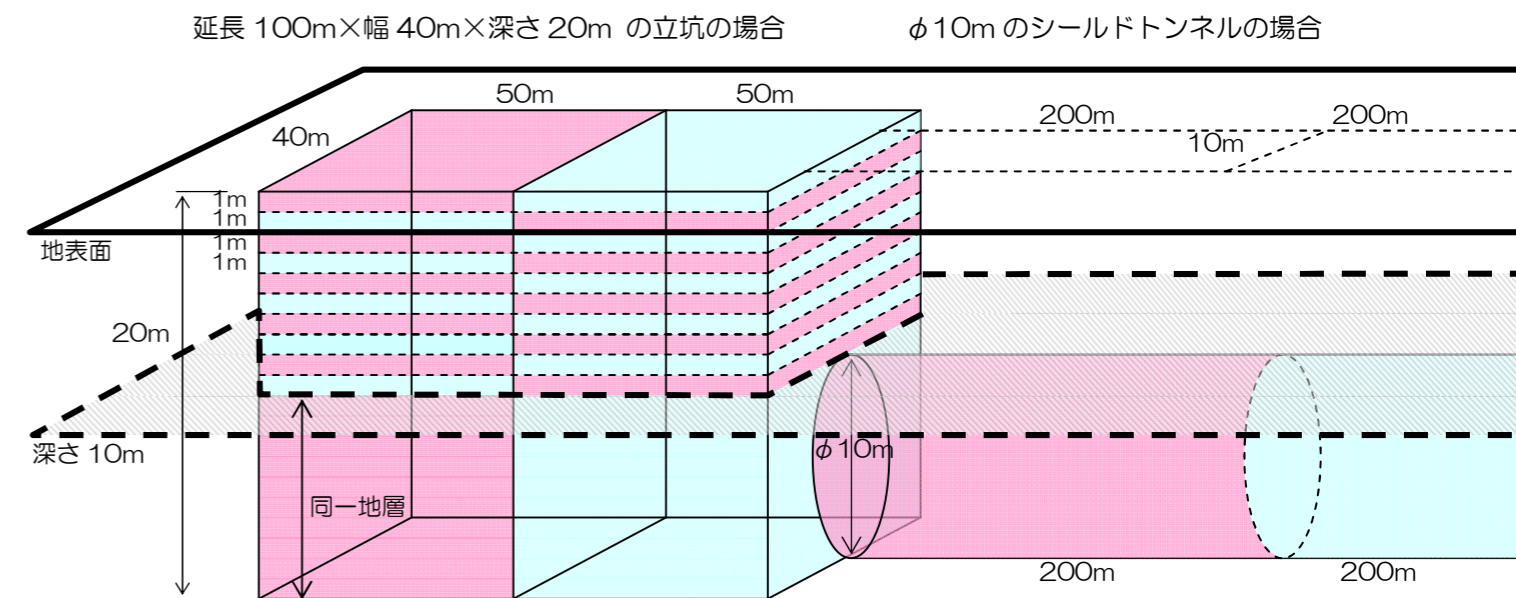 延長 100m×幅 40m×深さ 20m の立坑の場合
φ10m のシールドトンネルの場合
50m
50m
40m
200m
200m
10m
1m
1m
1m
1m
地表面
20m
深さ 10m
φ10m
同一地層
200m
200m